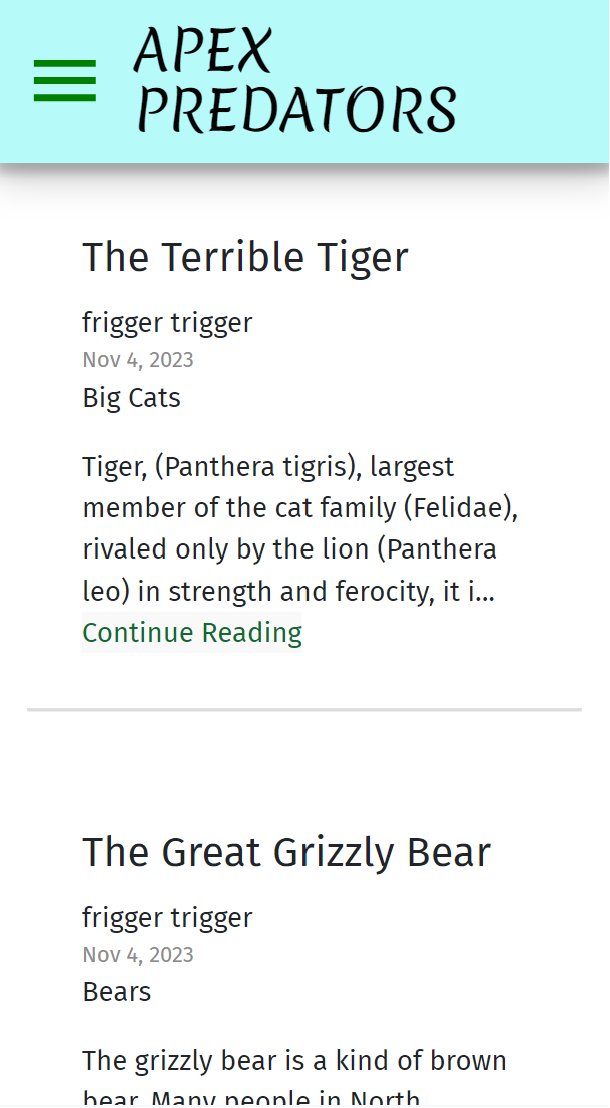 APEX
PREDATORS
The Terrible Tiger
frigger trigger
Nov 4, 2023
Big Cats
Tiger, (Panthera tigris), largest
member of the cat family (Felidae),
rivaled only by the lion (Panthera
leo) in strength and ferocity, it i...
Continue Reading
The Great Grizzly Bear
frigger trigger
Nov 4, 2023
Bears
The grizzly bear is a kind of brown
bear. Many people in North